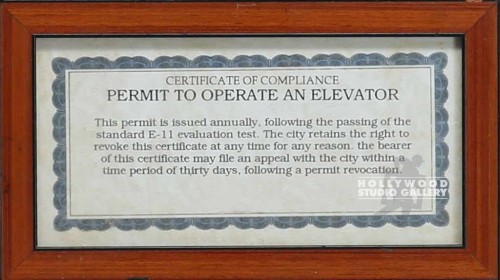 CERTIFICATE OF COMPLIANCE
PERMIT TO OPERATE AN ELEVATOR
This permit is issued annually, following the passing of the
standard E-11 evaluation test. The city retains the right to
revoke this certificate at any time for any reason. the bearer
of this certificate may file an appeal with the city within a
time period of thirty days, following a permit revocation.
HOLLYWOOD
STUDIO GALLERY